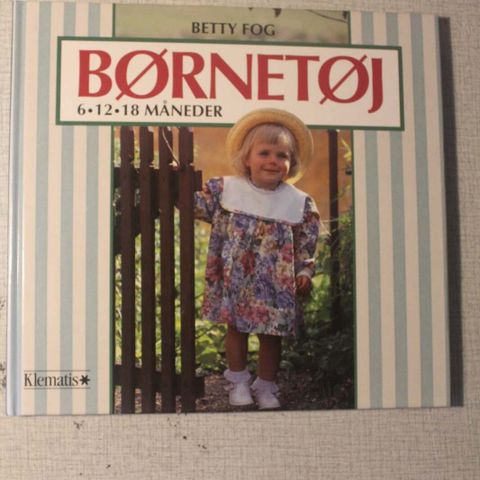 BETTY FOG
BØRNETØJ
6•12•18 MÅNEDER
Klematis